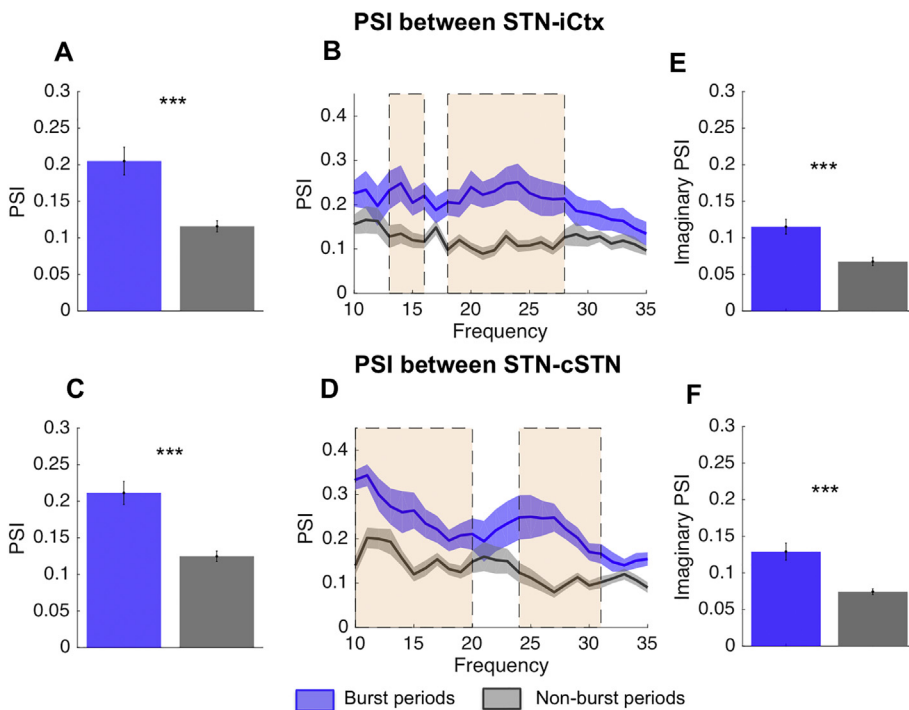 PSI between STN-iCtx
A
B
E
0.3
0.25
0.2
0.15
0.1
0.05
0
PSI
***
0.4
0.3
0.2
0.1
0
PSI
10 15 20 25 30 35
Frequency
0.3
0.25
0.2
0.15
0.1
0.05
0
Imaginary PSI
***
PSI between STN-cSTN
C
D
F
0.3
0.25
0.2
0.15
0.1
0.05
0
PSI
***
0.4
0.3
0.2
0.1
0
PSI
10 15 20 25 30 35
Frequency
0.3
0.25
0.2
0.15
0.1
0.05
0
Imaginary PSI
***
Burst periods Non-burst periods